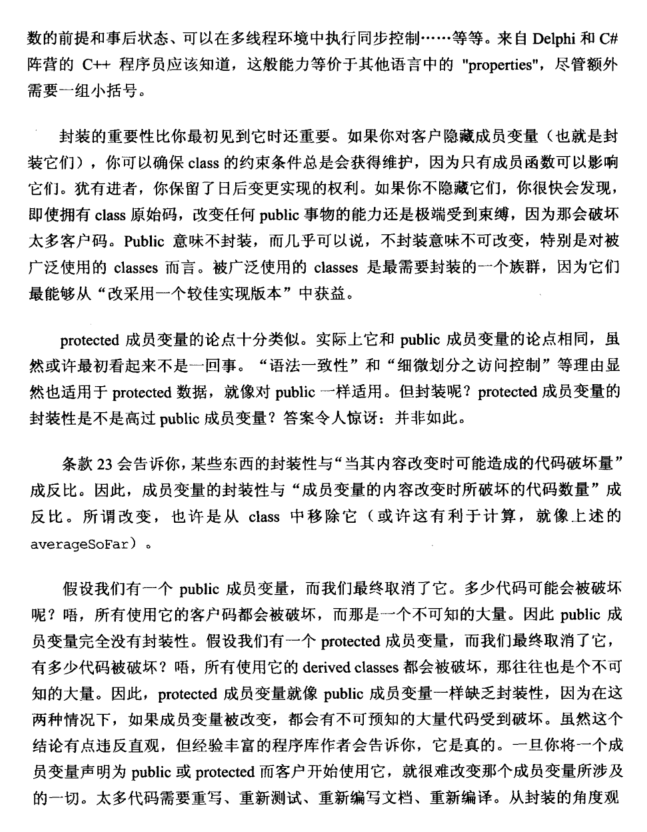 数的前提和事后状态、可以在多线程环境中执行同步控制……等等。来自 Delphi 和 C#
阵营的 C++ 程序员应该知道，这般能力等价于其他语言中的 "properties"，尽管额外
需要一组小括号。
封装的重要性比你最初见到它时还重要。如果你对客户隐藏成员变量（也就是封
装它们），你可以确保 class 的约束条件总是会获得维护，因为只有成员函数可以影响
它们。犹有进者，你保留了日后变更实现的权利。如果你不隐藏它们，你很快会发现，
即使拥有 class 原始码，改变任何 public 事物的能力还是极端受到束缚，因为那会破坏
太多客户码。Public 意味不封装，而几乎可以说，不封装意味不可改变，特别是对被
广泛使用的 classes 而言。被广泛使用的 classes 是最需要封装的一个族群，因为它们
最能够从“改采用一个较佳实现版本”中获益。
protected 成员变量的论点十分类似。实际上它和 public 成员变量的论点相同，虽
然或许最初看起来不是一回事。“语法一致性”和“细微划分之访问控制”等理由显
然也适用于 protected 数据，就像对 public 一样适用。但封装呢？protected 成员变量的
封装性是不是高过 public 成员变量？答案令人惊讶：并非如此。
条款 23 会告诉你，某些东西的封装性与“当其内容改变时可能造成的代码破坏量”
成反比。因此，成员变量的封装性与“成员变量的内容改变时所破坏的代码数量”成
反比。所谓改变，也许是从 class 中移除它（或许这有利于计算，就像上述的
averageSoFar）。
假设我们有一个 public 成员变量，而我们最终取消了它。多少代码可能会被破坏
呢？唔，所有使用它的客户码都会被破坏，而那是一个不可知的大量。因此 public 成
员变量完全没有封装性。假设我们有一个 protected 成员变量，而我们最终取消了它，
有多少代码被破坏？唔，所有使用它的 derived classes 都会被破坏，那往往也是个不可
知的大量。因此，protected 成员变量就像 public 成员变量一样缺乏封装性，因为在这
两种情况下，如果成员变量被改变，都会有不可预知的大量代码受到破坏。虽然这个
结论有点违反直观，但经验丰富的程序库作者会告诉你，它是真的。一旦你将一个成
员变量声明为 public 或 protected 而客户开始使用它，就很难改变那个成员变量所涉及
的一切。太多代码需要重写、重新测试、重新编写文档、重新编译。从封装的角度观